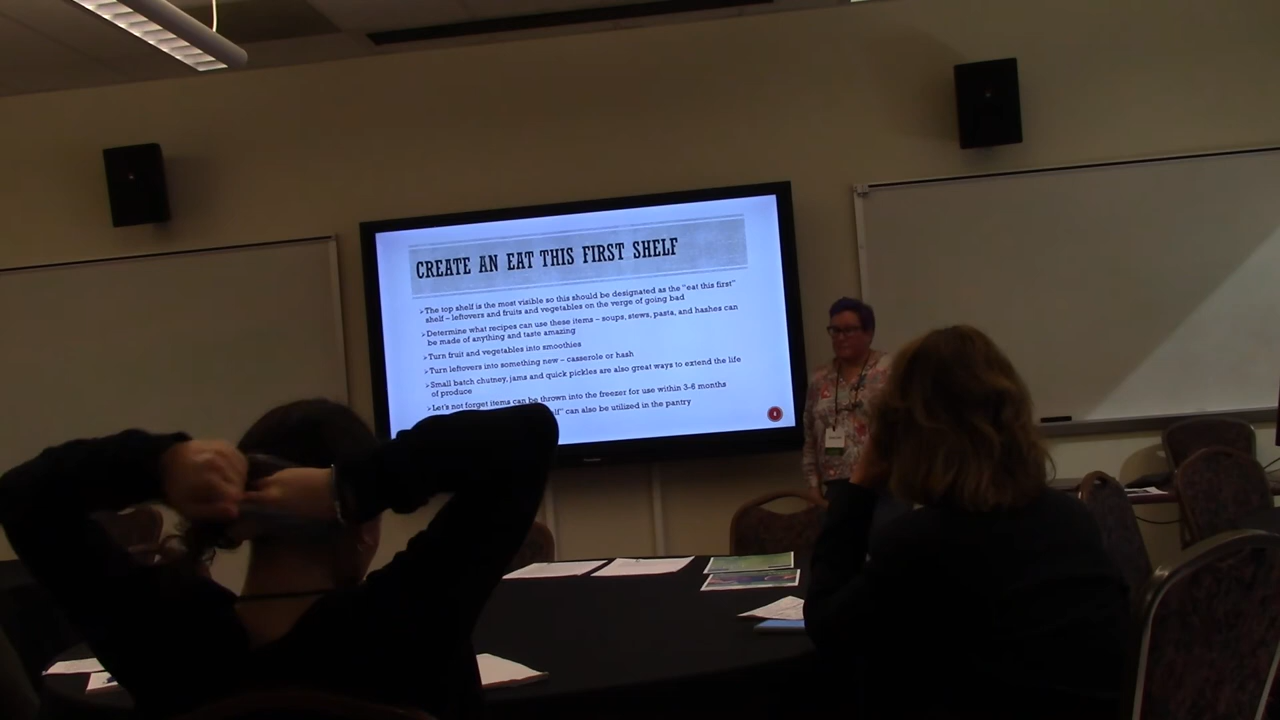 CREATE AN EAT THIS FIRST SHELF
➢The top shelf is the most visible so this should be designated as the "eat this first"
shelf – leftovers and fruits and vegetables on the verge of going bad
➢Determine what recipes can use these items – soups, stews, pasta, and hashes can
be made of anything and taste amazing
➢Turn fruit and vegetables into smoothies
➢Turn leftovers into something new – casserole or hash
➢Small batch chutney, jams and quick pickles are also great ways to extend the life
of produce
➢Let's not forget items can be thrown into the freezer for use within 3-6 months
can also be utilized in the pantry